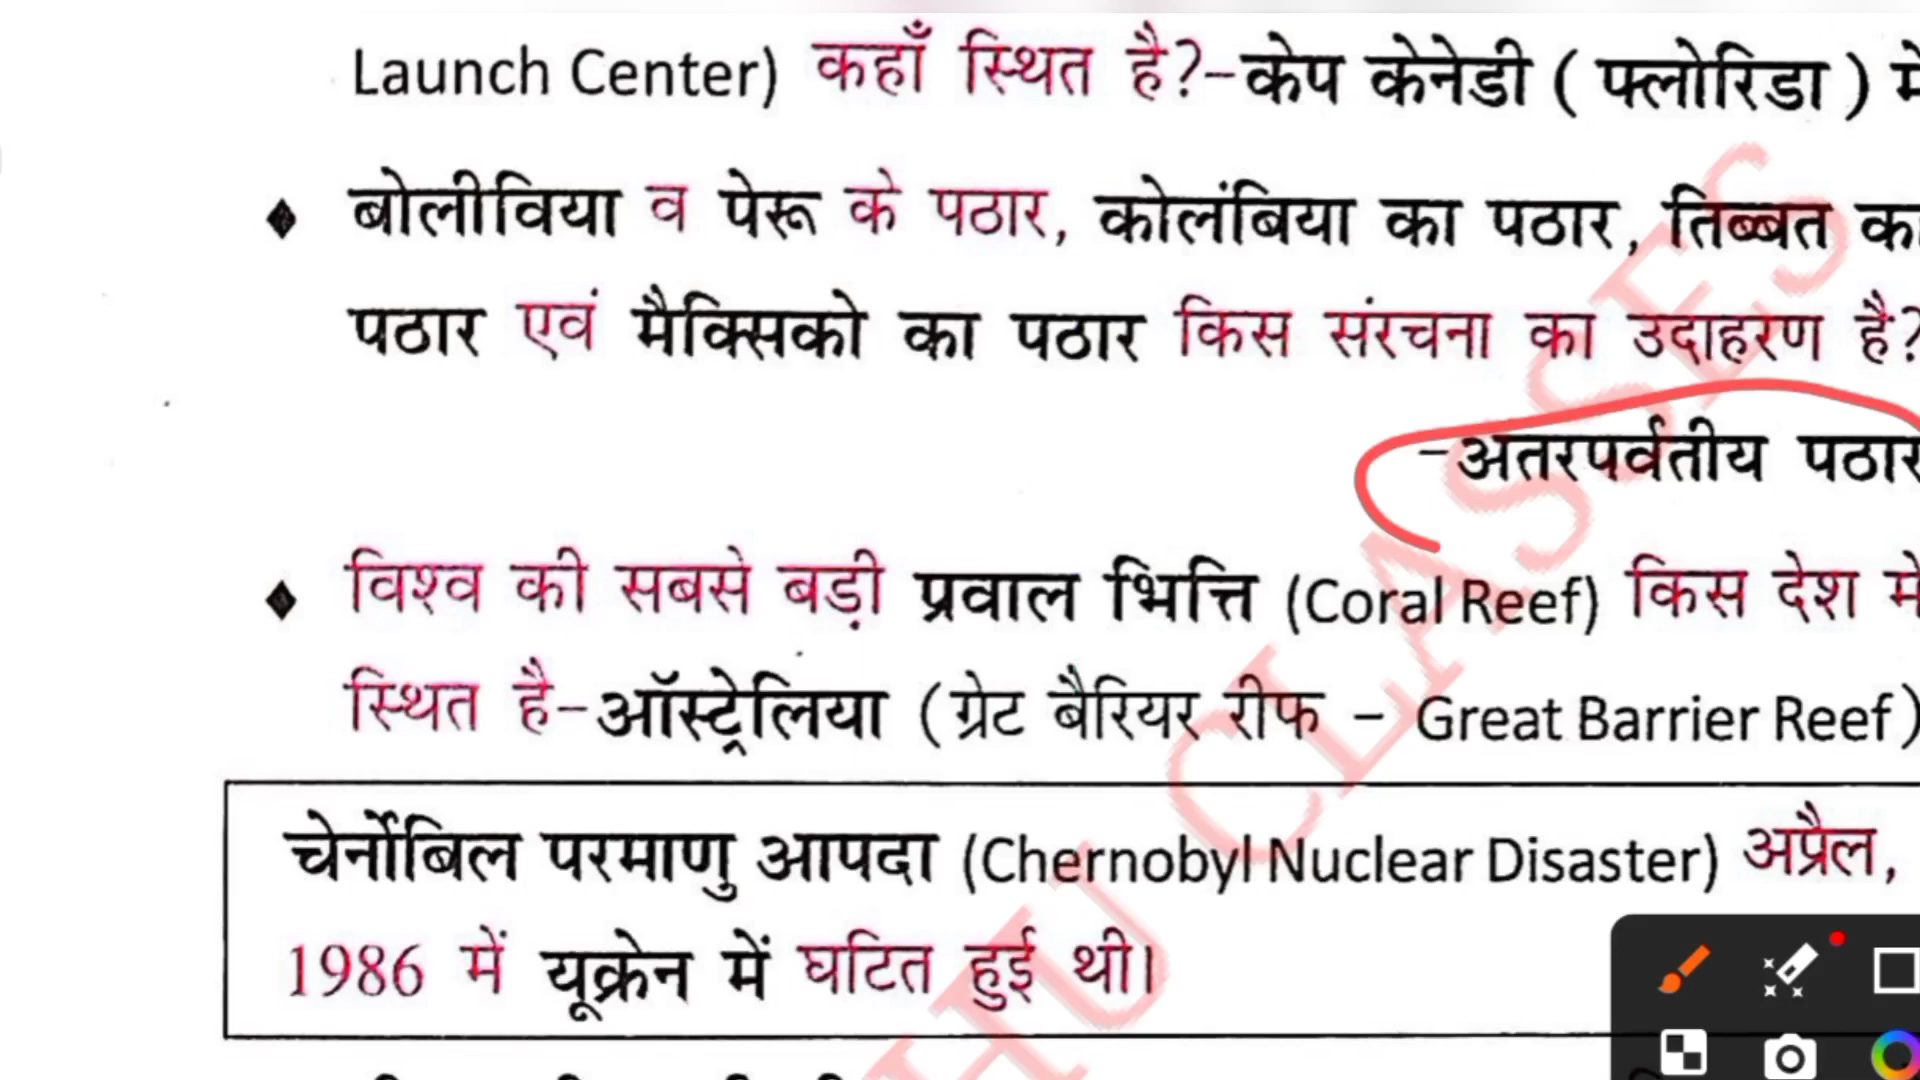 Launch Center) कहाँ स्थित है?-केप केनेडी ( फ्लोरिडा ) में
♦ बोलीविया व पेरू के पठार, कोलंबिया का पठार, तिब्बत का
पठार एवं मैक्सिको का पठार किस संरचना का उदाहरण है?
-अतरपर्वतीय पठार
♦ विश्व की सबसे बड़ी प्रवाल भित्ति (Coral Reef) किस देश में
स्थित है-ऑस्ट्रेलिया (ग्रेट बैरियर रीफ - Great Barrier Reef)
चेर्नोबिल परमाणु आपदा (Chernobyl Nuclear Disaster) अप्रैल,
1986 में यूक्रेन में घटित हुई थी।
CLASSES